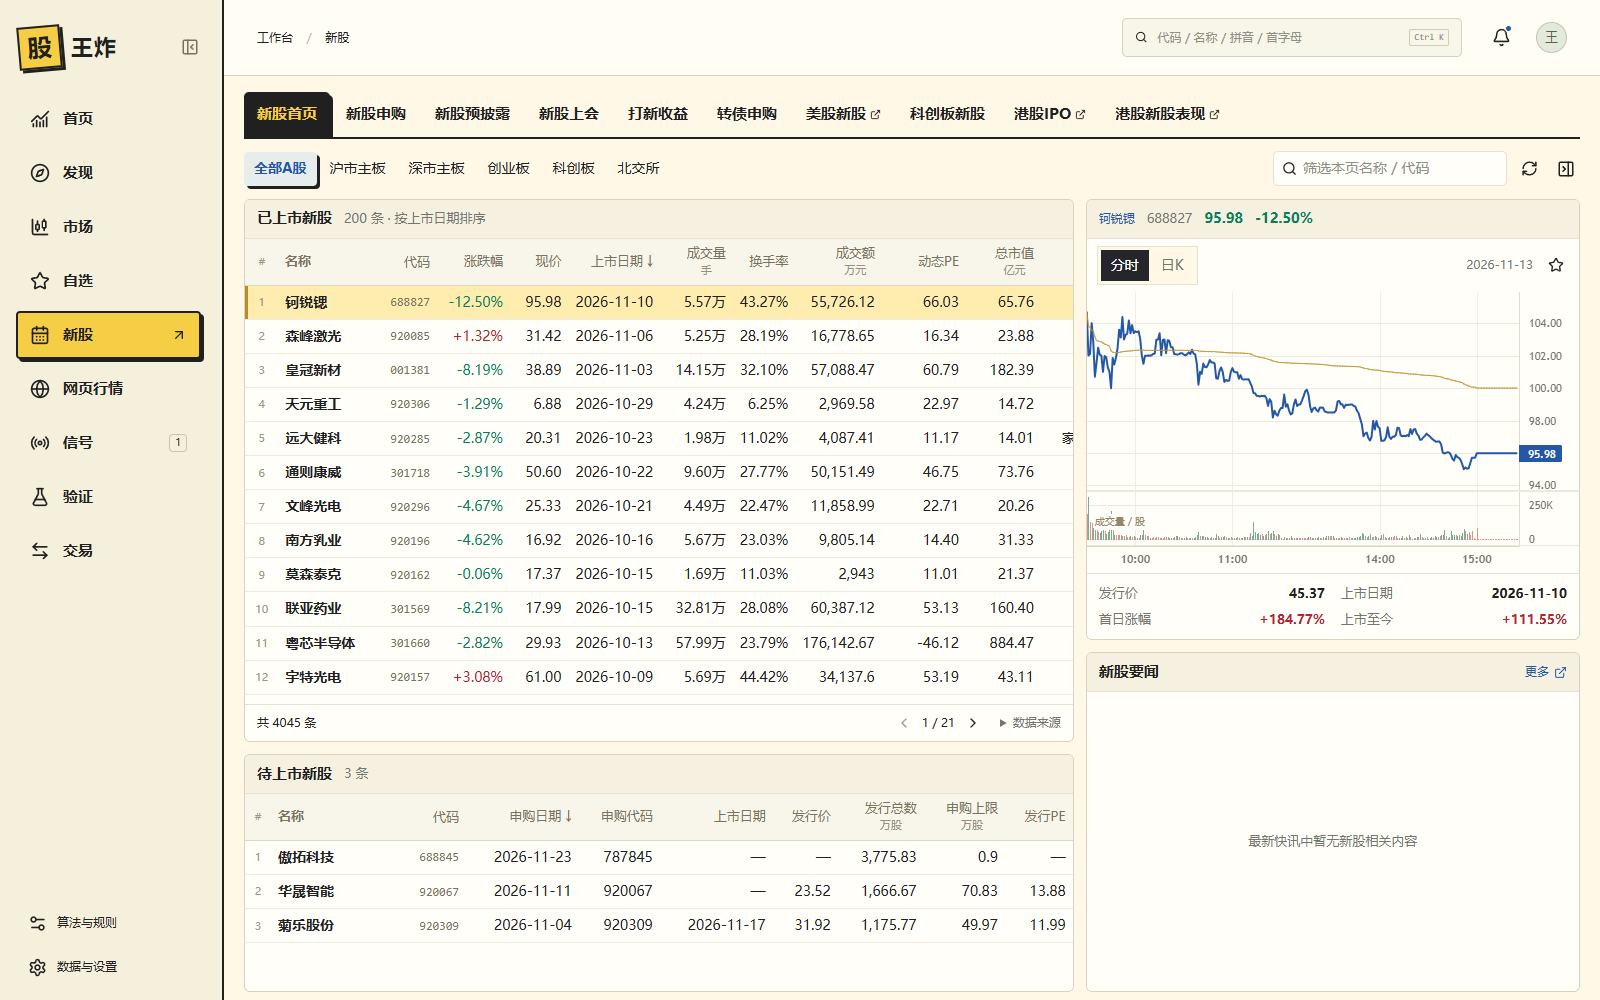 股 王炸
首页
发现
市场
自选
新股
网页行情
信号 1
验证
交易
算法与规则
数据与设置
工作台 / 新股
代码 / 名称 / 拼音 / 首字母 Ctrl K
王
新股首页 新股申购 新股预披露 新股上会 打新收益 转债申购 美股新股 科创板新股 港股IPO 港股新股表现
全部A股 沪市主板 深市主板 创业板 科创板 北交所
筛选本页名称 / 代码
已上市新股 200 条 · 按上市日期排序
# 名称 代码 涨跌幅 现价 上市日期↓ 成交量 手 换手率 成交额 万元 动态PE 总市值 亿元
1 钶锐锶 688827 -12.50% 95.98 2026-11-10 5.57万 43.27% 55,726.12 66.03 65.76
2 森峰激光 920085 +1.32% 31.42 2026-11-06 5.25万 28.19% 16,778.65 16.34 23.88
3 皇冠新材 001381 -8.19% 38.89 2026-11-03 14.15万 32.10% 57,088.47 60.79 182.39
4 天元重工 920306 -1.29% 6.88 2026-10-29 4.24万 6.25% 2,969.58 22.97 14.72
5 远大健科 920285 -2.87% 20.31 2026-10-23 1.98万 11.02% 4,087.41 11.17 14.01 家
6 通则康威 301718 -3.91% 50.60 2026-10-22 9.60万 27.77% 50,151.49 46.75 73.76
7 文峰光电 920296 -4.67% 25.33 2026-10-21 4.49万 22.47% 11,858.99 22.71 20.26
8 南方乳业 920196 -4.62% 16.92 2026-10-16 5.67万 23.03% 9,805.14 14.40 31.33
9 莫森泰克 920162 -0.06% 17.37 2026-10-15 1.69万 11.03% 2,943 11.01 21.37
10 联亚药业 301569 -8.21% 17.99 2026-10-15 32.81万 28.08% 60,387.12 53.13 160.40
11 粤芯半导体 301660 -2.82% 29.93 2026-10-13 57.99万 23.79% 176,142.67 -46.12 884.47
12 宇特光电 920157 +3.08% 61.00 2026-10-09 5.69万 44.42% 34,137.6 53.19 43.11
共 4045 条 1 / 21 数据来源
待上市新股 3 条
# 名称 代码 申购日期↓ 申购代码 上市日期 发行价 发行总数 万股 申购上限 万股 发行PE
1 傲拓科技 688845 2026-11-23 787845 — — 3,775.83 0.9 —
2 华晟智能 920067 2026-11-11 920067 — 23.52 1,666.67 70.83 13.88
3 菊乐股份 920309 2026-11-04 920309 2026-11-17 31.92 1,175.77 49.97 11.99
钶锐锶 688827 95.98 -12.50%
分时 日K 2026-11-13
104.00
102.00
100.00
98.00
95.98
94.00
250K
成交量 / 股
0
10:00 11:00 14:00 15:00
发行价 45.37 上市日期 2026-11-10
首日涨幅 +184.77% 上市至今 +111.55%
新股要闻 更多
最新快讯中暂无新股相关内容